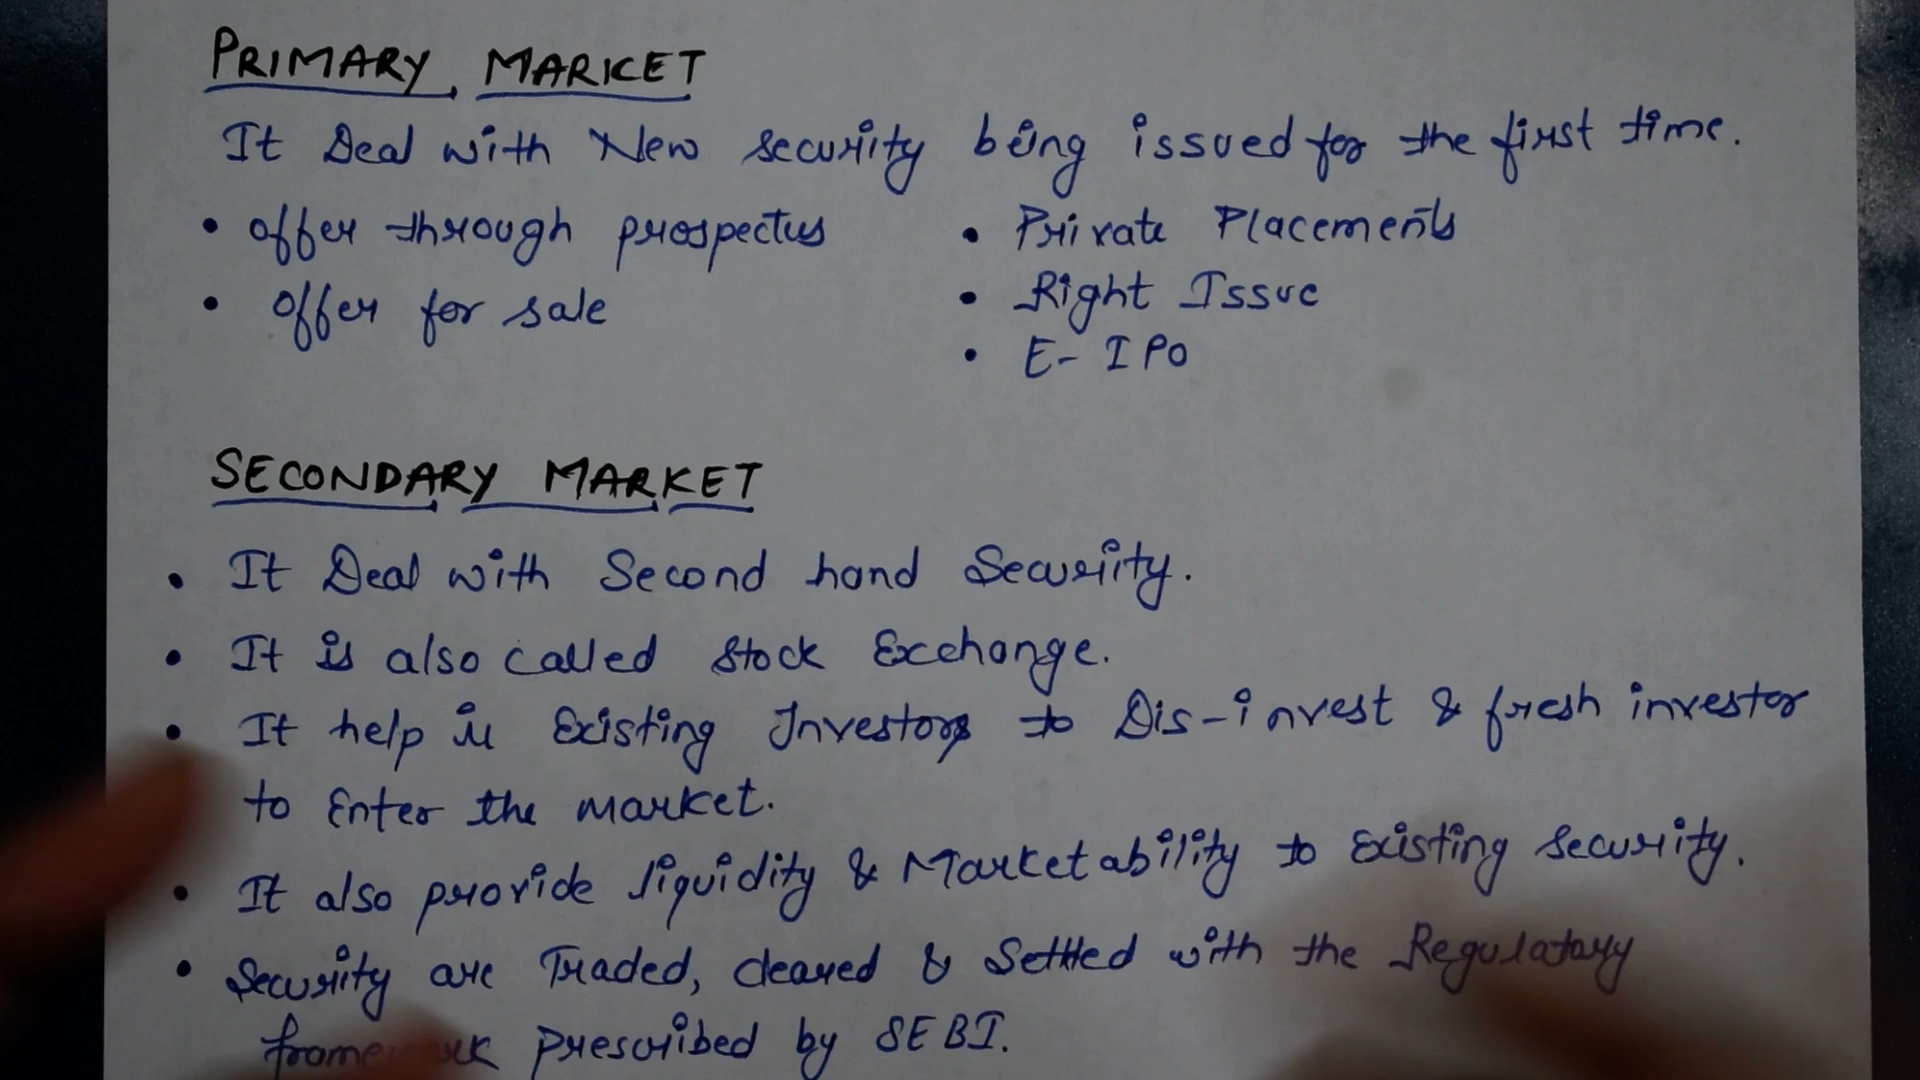 PRIMARY MARKET
It Deal with New security being issued for the first time.
• offer through prospectus
• offer for sale
• Private Placements
• Right Issue
• E- IPO
SECONDARY MARKET
• It Deal with Second hand Security.
• It is also called Stock Exchange.
• It help in Existing Investors to Dis-invest & fresh investor
to Enter the market.
• It also provide liquidity & Marketability to Existing Security.
• Security are Traded, cleared & Settled with the Regulatary
prescribed by SEBI.